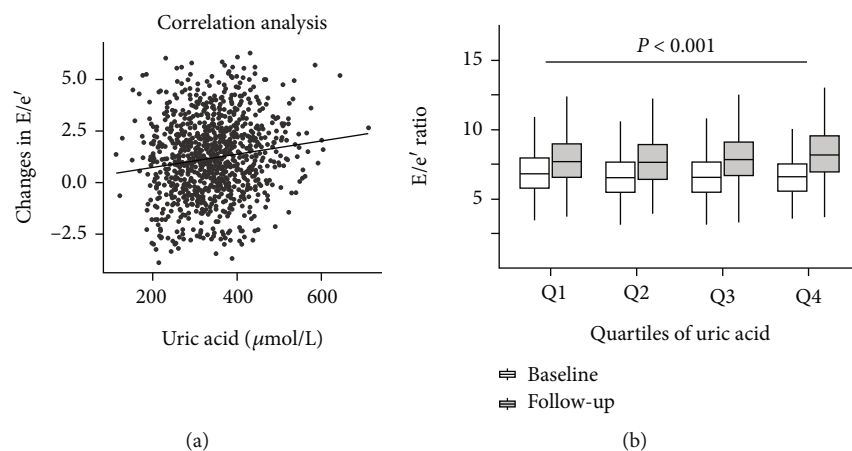 Correlation analysis
Changes in E/e′
5.0
2.5
0.0
−2.5
200
400
600
Uric acid (μmol/L)
(a)
P < 0.001
E/e′ ratio
15
10
5
Q1
Q2
Q3
Q4
Quartiles of uric acid
Baseline
Follow-up
(b)